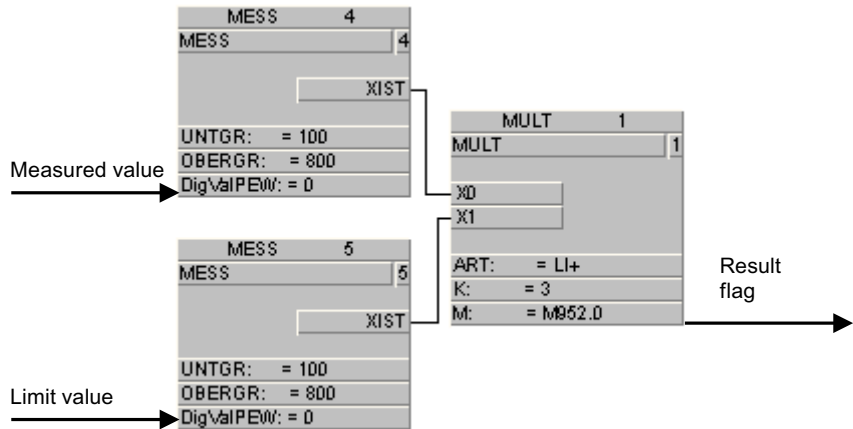 MESS 4
MESS 4
XIST
UNTGR: = 100
OBERGR: = 800
DigValPEW: = 0
Measured value
MULT 1
MULT 1
X0
X1
ART: = LI+
K: = 3
M: = M952.0
Result
flag
MESS 5
MESS 5
XIST
UNTGR: = 100
OBERGR: = 800
DigValPEW: = 0
Limit value